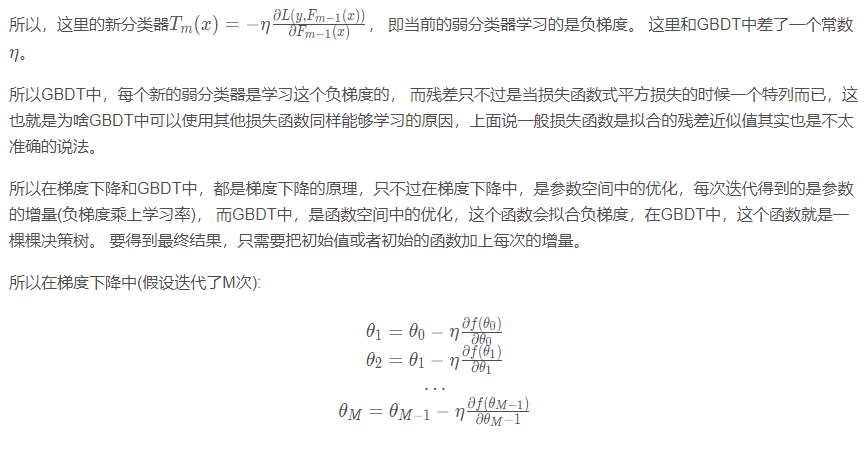 所以，这里的新分类器$T_m(x) = -\eta \frac{\partial L(y,F_{m-1}(x))}{\partial F_{m-1}(x)}$， 即当前的弱分类器学习的是负梯度。 这里和GBDT中差了一个常数
$\eta$。
所以GBDT中，每个新的弱分类器是学习这个负梯度的， 而残差只不过是当损失函数式平方损失的时候一个特列而已，这
也就是为啥GBDT中可以使用其他损失函数同样能够学习的原因，上面说一般损失函数是拟合的残差近似值其实也是不太
准确的说法。
所以在梯度下降和GBDT中，都是梯度下降的原理，只不过在梯度下降中，是参数空间中的优化，每次迭代得到的是参数
的增量(负梯度乘上学习率)， 而GBDT中，是函数空间中的优化，这个函数会拟合负梯度，在GBDT中，这个函数就是一
棵棵决策树。 要得到最终结果，只需要把初始值或者初始的函数加上每次的增量。
所以在梯度下降中(假设迭代了M次):
$\theta_1 = \theta_0 - \eta \frac{\partial f(\theta_0)}{\partial \theta_0}$
$\theta_2 = \theta_1 - \eta \frac{\partial f(\theta_1)}{\partial \theta_1}$
$\cdots$
$\theta_M = \theta_{M-1} - \eta \frac{\partial f(\theta_{M-1})}{\partial \theta_M - 1}$